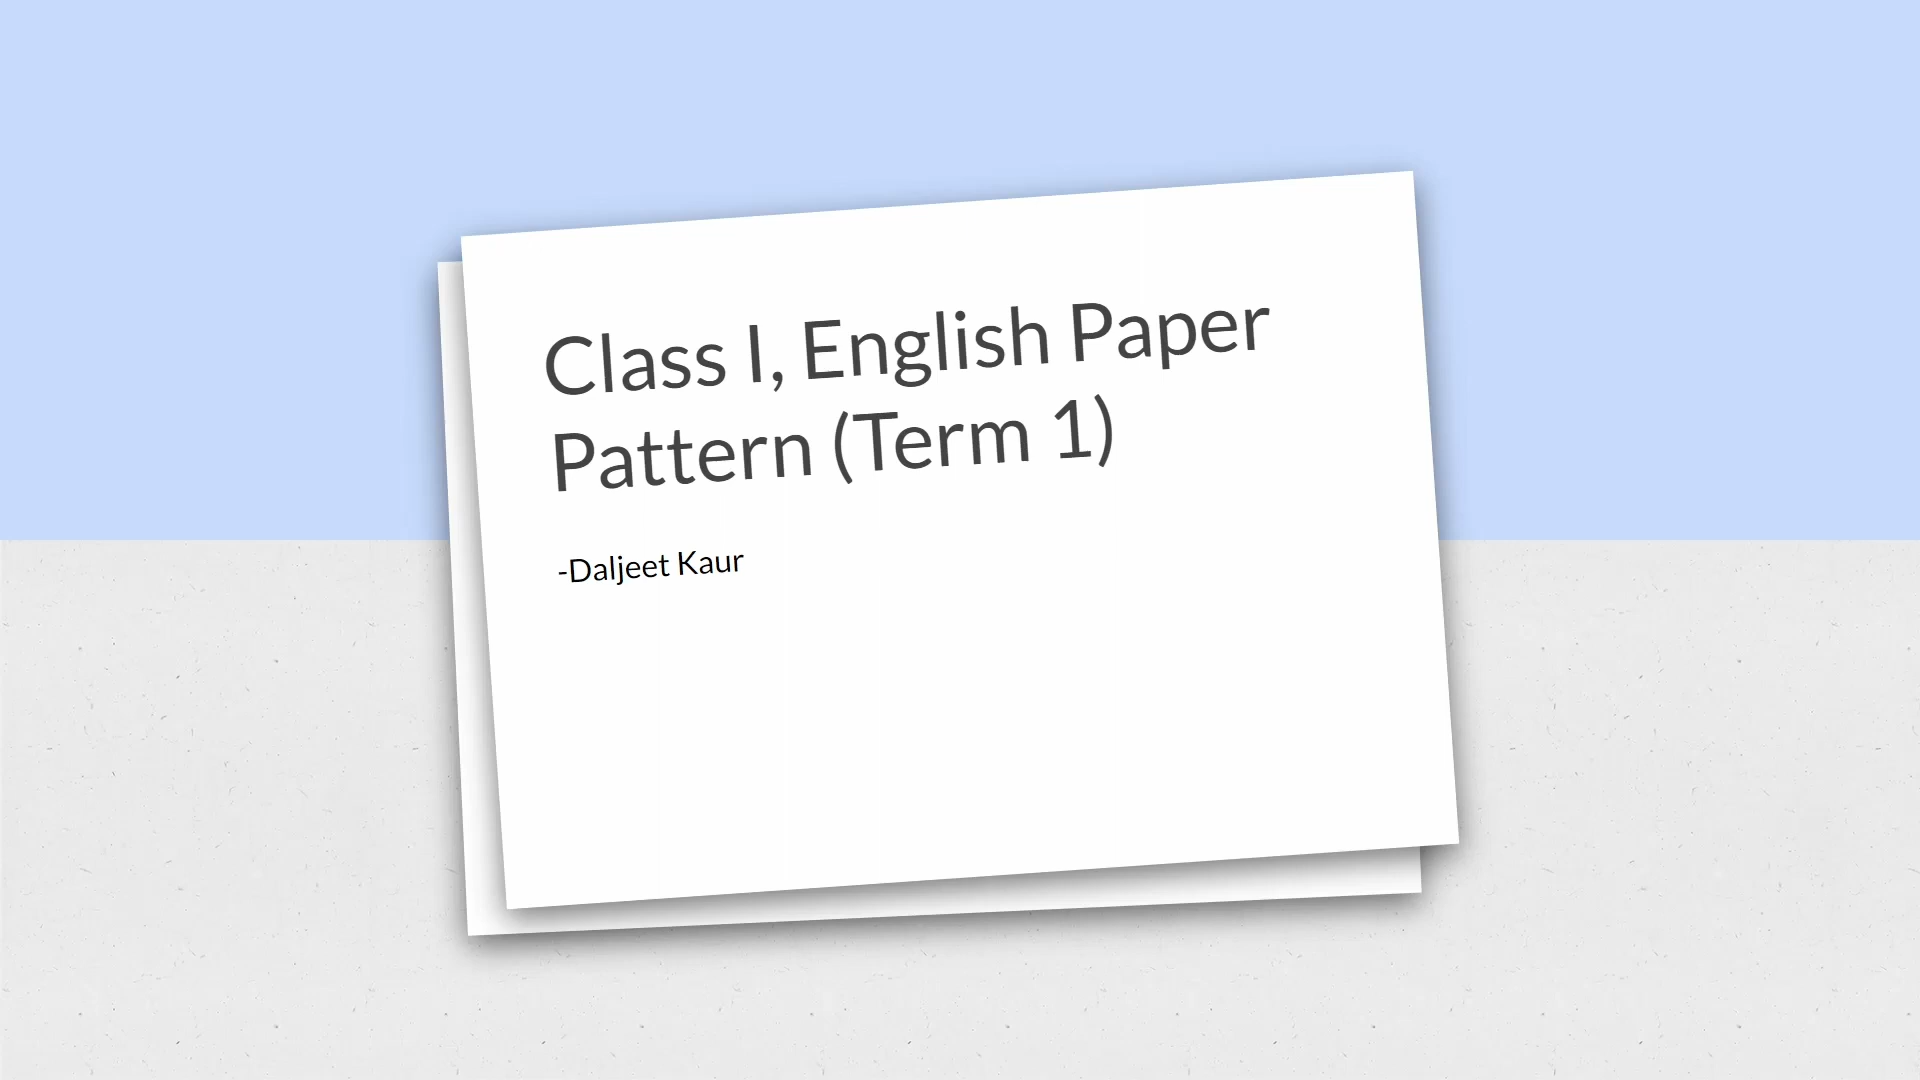 Class I, English Paper
Pattern (Term 1)
-Daljeet Kaur